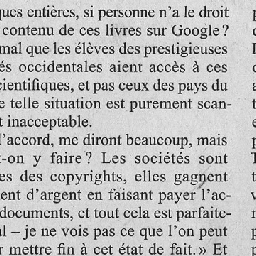 ques entières, si personne n'a le droit
contenu de ces livres sur Google?
mal que les élèves des prestigieuses
és occidentales aient accès à ces
cientifiques, et pas ceux des pays du
e telle situation est purement scan-
t inacceptable.
l'accord, me diront beaucoup, mais
t-on y faire? Les sociétés sont
es des copyrights, elles gagnent
ent d'argent en faisant payer l'ac-
documents, et tout cela est parfaite-
al – je ne vois pas ce que l'on peut
r mettre fin à cet état de fait.» Et